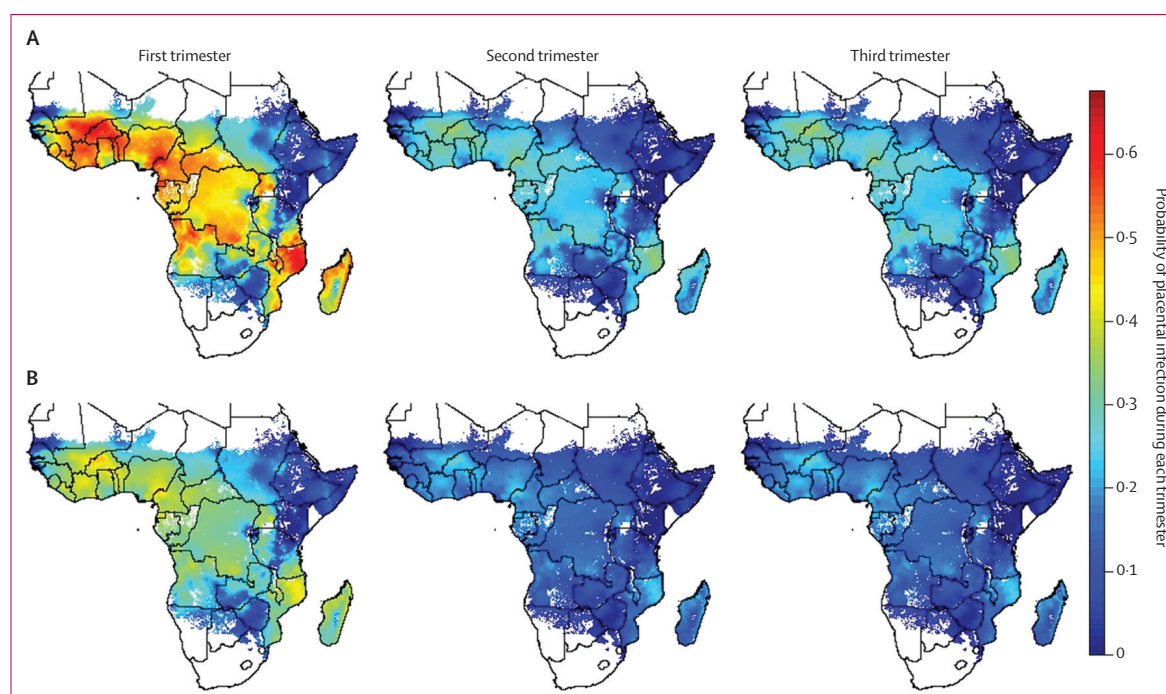 A
First trimester
Second trimester
Third trimester
B
0·6
0·5
0·4
0·3
0·2
0·1
0
Probability of placental infection during each trimester